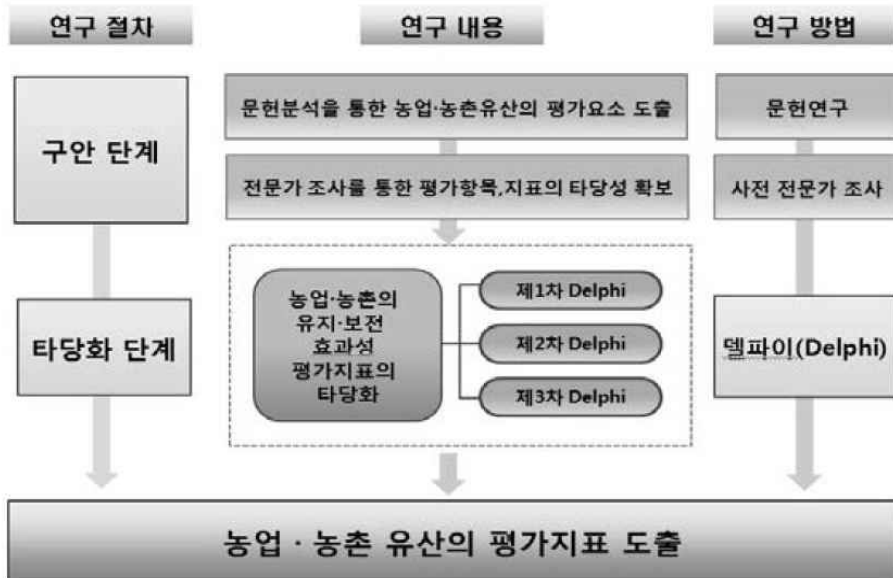 연구 절차
연구 내용
연구 방법
구안 단계
문헌분석을 통한 농업·농촌유산의 평가요소 도출
문헌연구
전문가 조사를 통한 평가항목,지표의 타당성 확보
사전 전문가 조사
타당화 단계
농업·농촌의
유지·보전
효과성
평가지표의
타당화
제1차 Delphi
제2차 Delphi
제3차 Delphi
델파이(Delphi)
농업 · 농촌 유산의 평가지표 도출